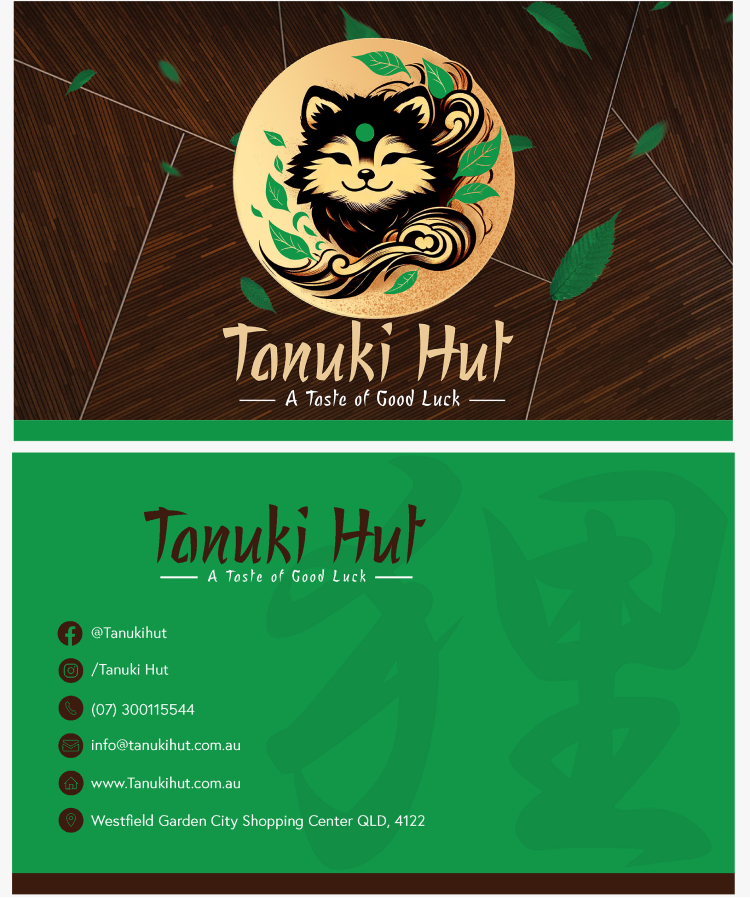 Tanuki Hut
A Taste of Good Luck
Tanuki Hut
A Taste of Good Luck
@Tanukihut
/Tanuki Hut
(07) 300115544
info@tanukihut.com.au
www.Tanukihut.com.au
Westfield Garden City Shopping Center QLD, 4122
狸